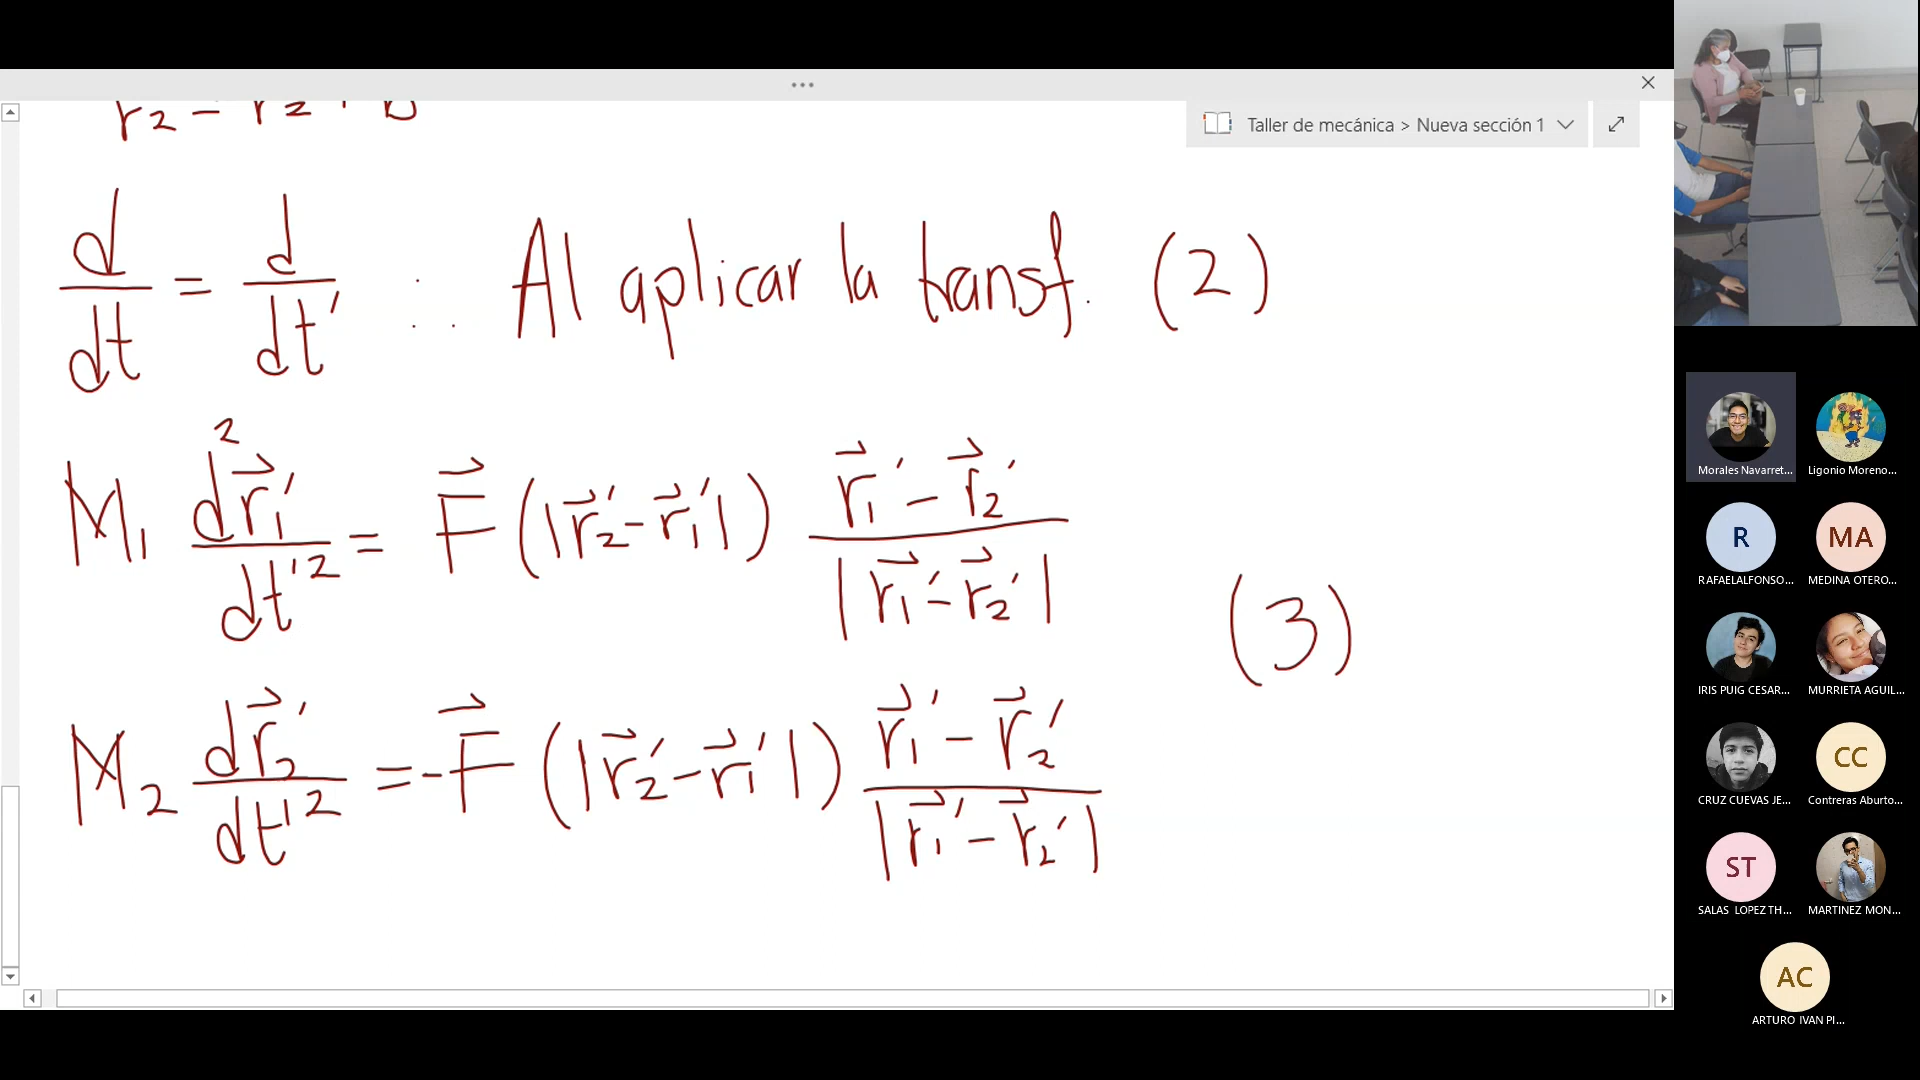 Taller de mecánica > Nueva sección 1
d/dt = d/dt' ∴ Al aplicar la transf. (2)
M₁ d²r⃗₁'/dt'² = F⃗ (|r⃗₂' - r⃗₁'|) (r⃗₁' - r⃗₂')/|r⃗₁' - r⃗₂'|
(3)
M₂ dr⃗₂'/dt'² = -F⃗ (|r⃗₂' - r⃗₁'|) (r⃗₁' - r⃗₂')/|r⃗₁' - r⃗₂'|
Morales Navarret...
Ligonio Moreno...
R
MA
RAFAELALFONSO...
MEDINA OTERO...
IRIS PUIG CESAR...
MURRIETA AGUIL...
CC
CRUZ CUEVAS JE...
Contreras Aburto...
ST
SALAS LOPEZ TH...
MARTINEZ MON...
AC
ARTURO IVAN PI...